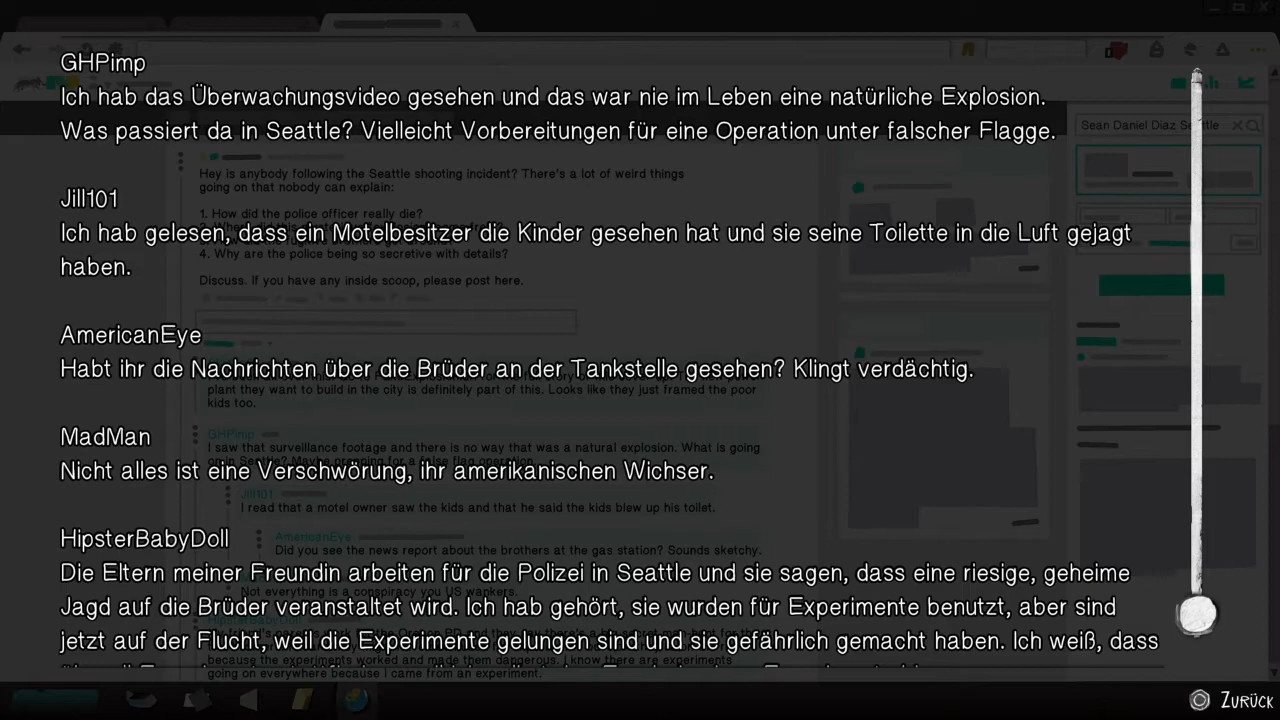 GHPimp
Ich hab das Überwachungsvideo gesehen und das war nie im Leben eine natürliche Explosion.
Was passiert da in Seattle? Vielleicht Vorbereitungen für eine Operation unter falscher Flagge.
Sean Daniel Diaz Seattle
Hey is anybody following the Seattle shooting incident? There's a lot of weird things
going on that nobody can explain:
Jill101
1. How did the police officer really die?
Ich hab gelesen, dass ein Motelbesitzer die Kinder gesehen hat und sie seine Toilette in die Luft gejagt
haben.
4. Why are the police being so secretive with details?
Discuss. If you have any inside scoop, please post here.
AmericanEye
Habt ihr die Nachrichten über die Brüder an der Tankstelle gesehen? Klingt verdächtig.
plant they want to build in the city is definitely part of this. Looks like they just framed the poor
kids too.
MadMan
GHPimp
I saw that surveillance footage and there is no way that was a natural explosion. What is going
Nicht alles ist eine Verschwörung, ihr amerikanischen Wichser.
Jill101
I read that a motel owner saw the kids and that he said the kids blew up his toilet.
HipsterBabyDoll
AmericanEye
Did you see the news report about the brothers at the gas station? Sounds sketchy.
Die Eltern meiner Freundin arbeiten für die Polizei in Seattle und sie sagen, dass eine riesige, geheime
Not everything is a conspiracy you US wankers.
Jagd auf die Brüder veranstaltet wird. Ich hab gehört, sie wurden für Experimente benutzt, aber sind
HipsterBabyDoll
jetzt auf der Flucht, weil die Experimente gelungen sind und sie gefährlich gemacht haben. Ich weiß, dass
because the experiments worked and made them dangerous. I know there are experiments
going on everywhere because I came from an experiment.
Zurück